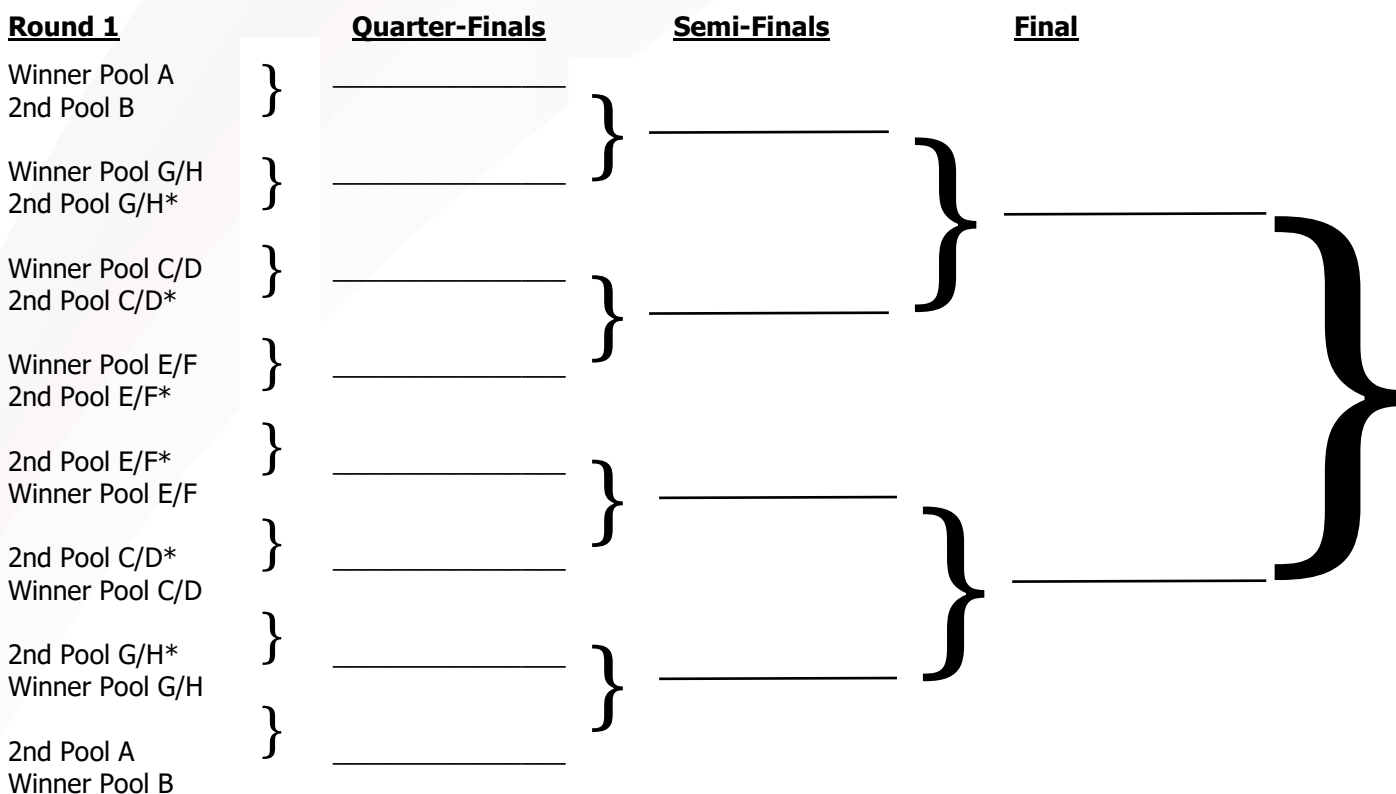 Round 1 Quarter-Finals Semi-Finals Final
Winner Pool A
2nd Pool B
Winner Pool G/H
2nd Pool G/H*
Winner Pool C/D
2nd Pool C/D*
Winner Pool E/F
2nd Pool E/F*
2nd Pool E/F*
Winner Pool E/F
2nd Pool C/D*
Winner Pool C/D
2nd Pool G/H*
Winner Pool G/H
2nd Pool A
Winner Pool B